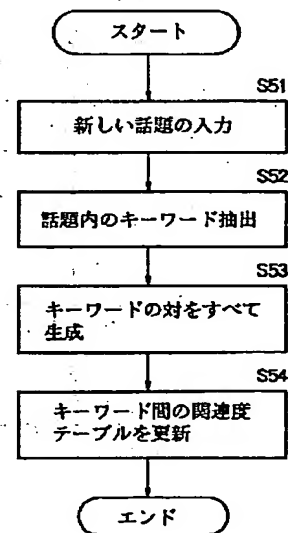 スタート
S51
新しい話題の入力
S52
話題内のキーワード抽出
S53
キーワードの対をすべて
生成
S54
キーワード間の関連度
テーブルを更新
エンド